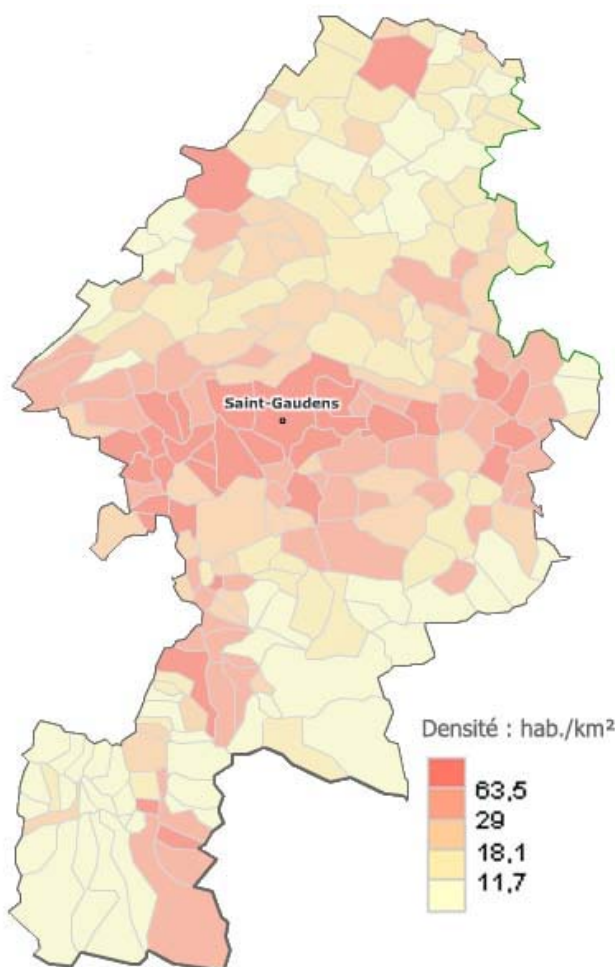 Saint-Gaudens
Densité : hab./km²
63,5
29
18,1
11,7